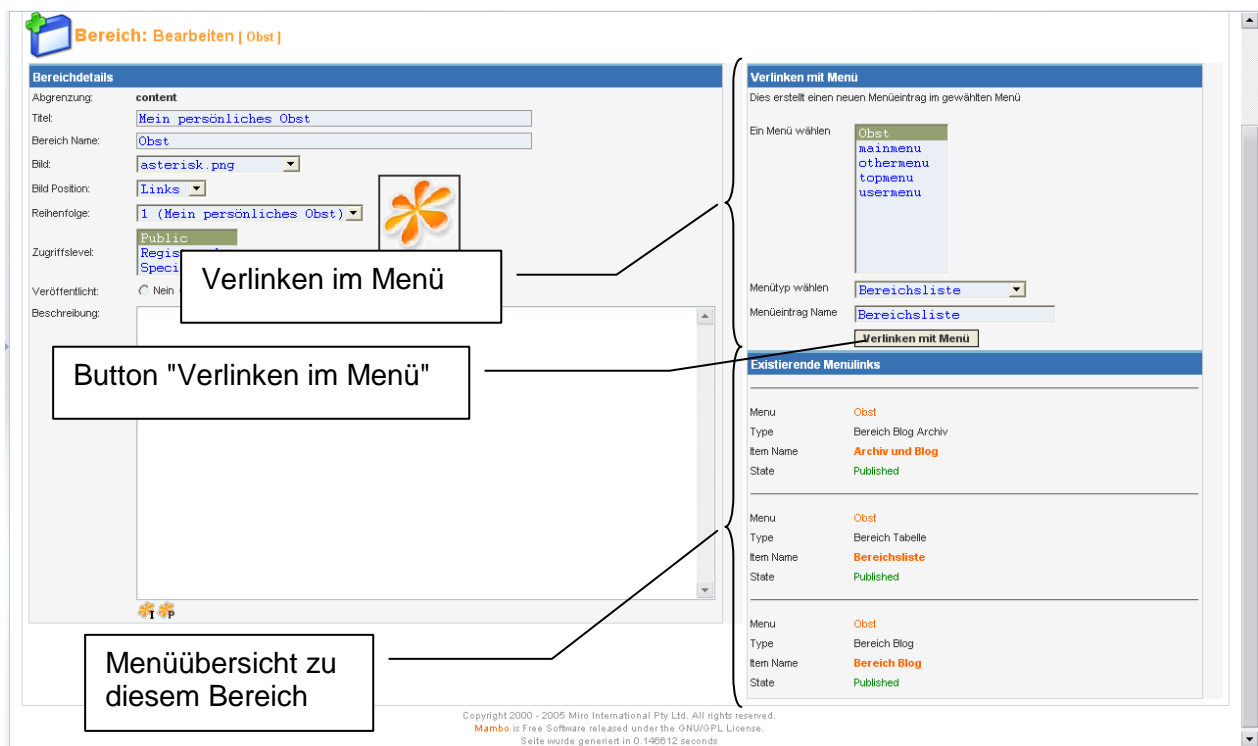 Bereich: Bearbeiten [ Obst ]
Bereichdetails
Abgrenzung: content
Titel: Mein persönliches Obst
Bereich Name: Obst
Bild: asterisk.png
Bild Position: Links
Reihenfolge: 1 (Mein persönliches Obst)
Zugriffslevel: Public
Veröffentlicht: Nein
Beschreibung:
Verlinken im Menü
Button "Verlinken im Menü"
Menüübersicht zu
diesem Bereich
I P
Verlinken mit Menü
Dies erstellt einen neuen Menüeintrag im gewählten Menü
Ein Menü wählen Obst
mainmenu
othermenu
topmenu
usermenu
Menütyp wählen Bereichsliste
Menüeintrag Name Bereichsliste
Verlinken mit Menü
Existierende Menülinks
Menu Obst
Type Bereich Blog Archiv
Item Name Archiv und Blog
State Published
Menu Obst
Type Bereich Tabelle
Item Name Bereichsliste
State Published
Menu Obst
Type Bereich Blog
Item Name Bereich Blog
State Published
Copyright 2000 - 2005 Miro International Pty Ltd. All rights reserved.
Mambo is Free Software released under the GNU/GPL License.
Seite wurde generiert in 0.146612 seconds